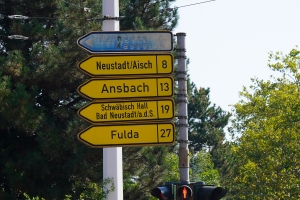 Neustadt/Aisch 8
Ansbach 13
Schwäbisch Hall
Bad Neustadt/a.d.S 19
Fulda 27